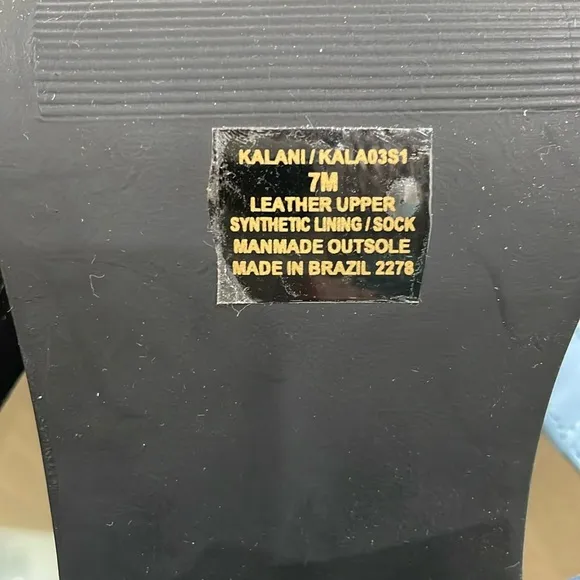 KALANI / KALA03S1
7M
LEATHER UPPER
SYNTHETIC LINING / SOCK
MANMADE OUTSOLE
MADE IN BRAZIL 2278